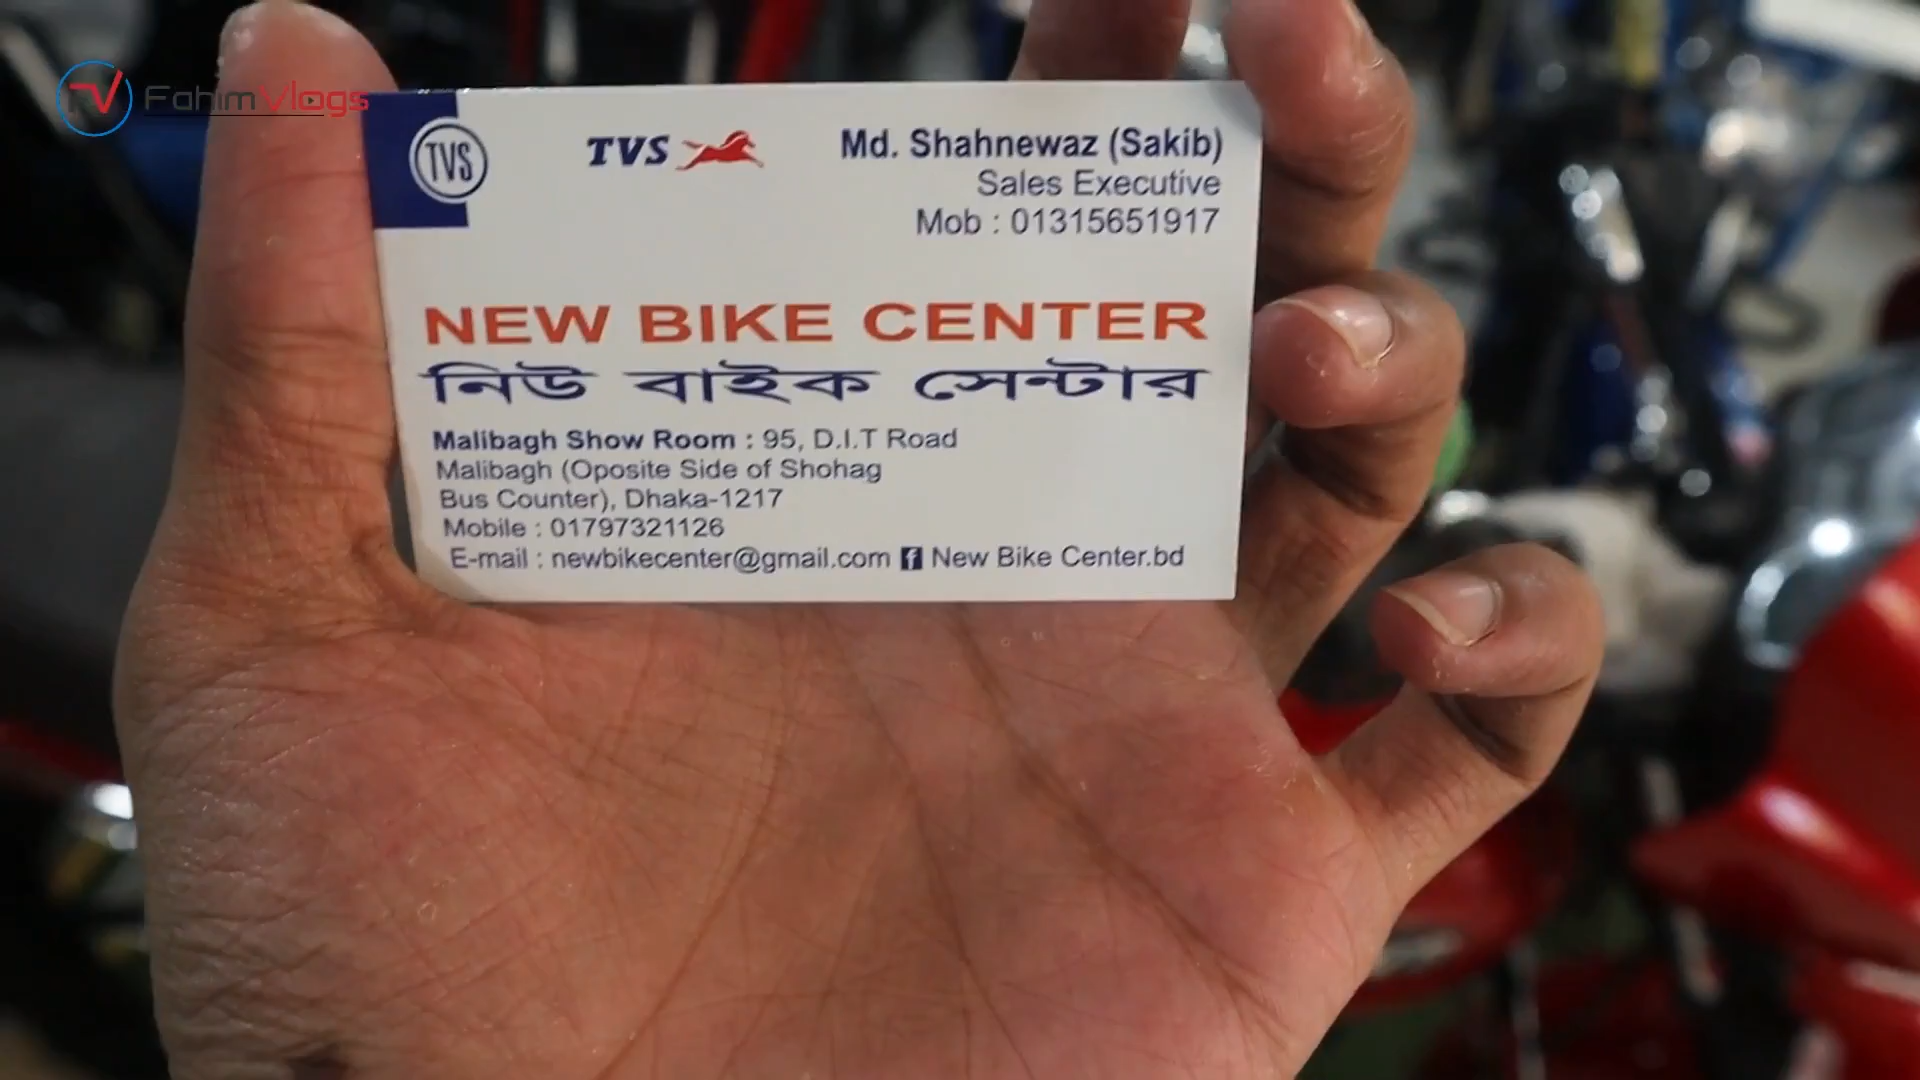 FahimVlogs
TVS
TVS
Md. Shahnewaz (Sakib)
Sales Executive
Mob : 01315651917
NEW BIKE CENTER
নিউ বাইক সেন্টার
Malibagh Show Room : 95, D.I.T Road
Malibagh (Oposite Side of Shohag
Bus Counter), Dhaka-1217
Mobile : 01797321126
E-mail : newbikecenter@gmail.com f New Bike Center.bd